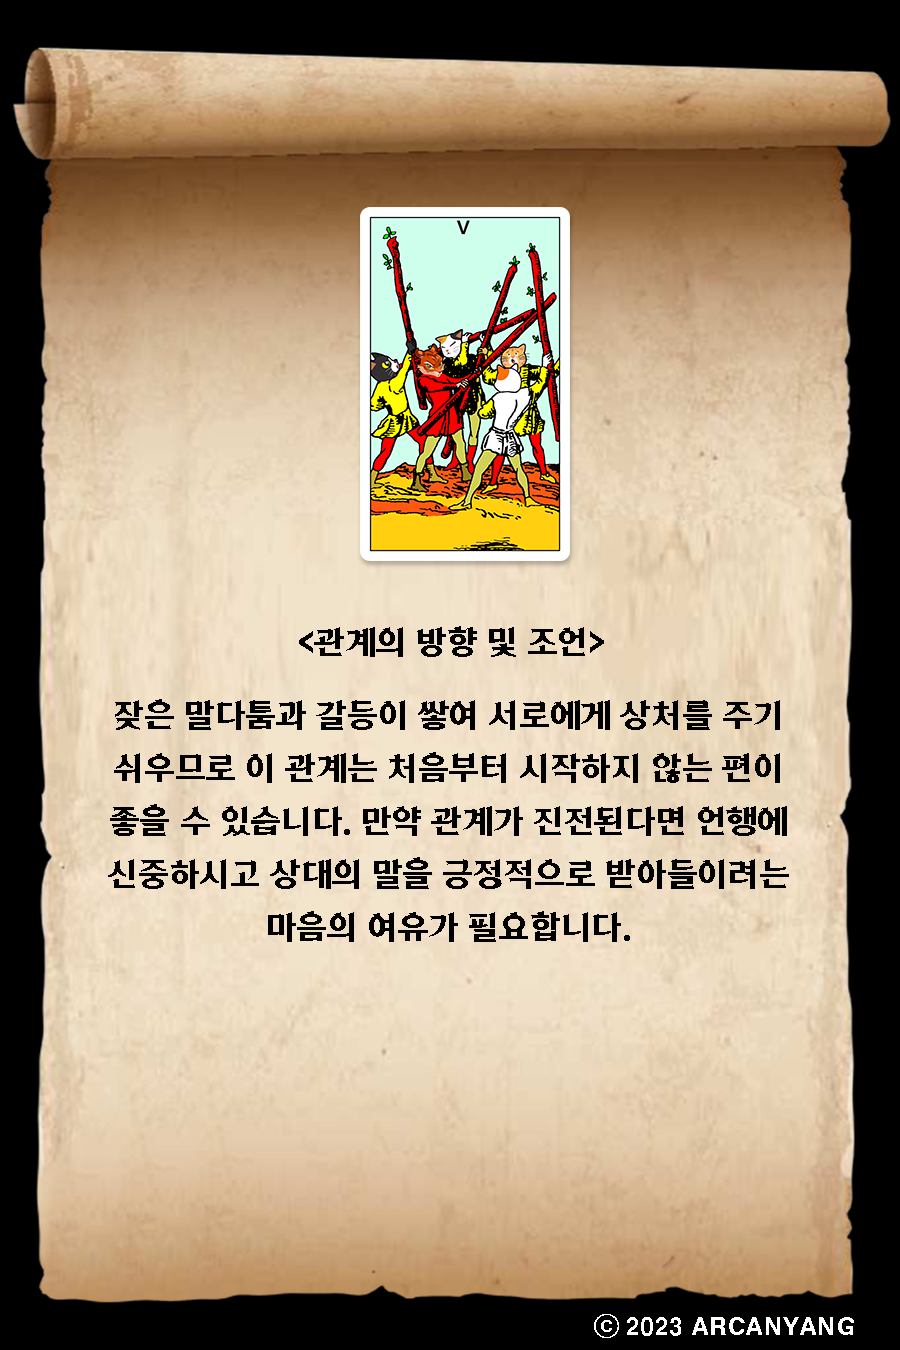 V
<관계의 방향 및 조언>
잦은 말다툼과 갈등이 쌓여 서로에게 상처를 주기
쉬우므로 이 관계는 처음부터 시작하지 않는 편이
좋을 수 있습니다. 만약 관계가 진전된다면 언행에
신중하시고 상대의 말을 긍정적으로 받아들이려는
마음의 여유가 필요합니다.
ⓒ 2023 ARCANYANG